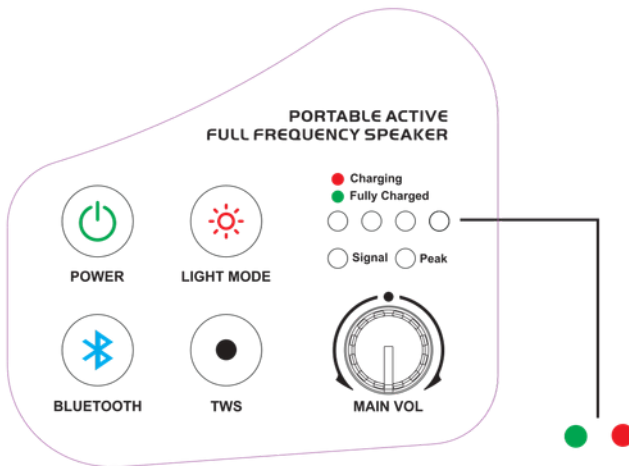 PORTABLE ACTIVE
FULL FREQUENCY SPEAKER
Charging
Fully Charged
Signal Peak
POWER LIGHT MODE
BLUETOOTH TWS MAIN VOL